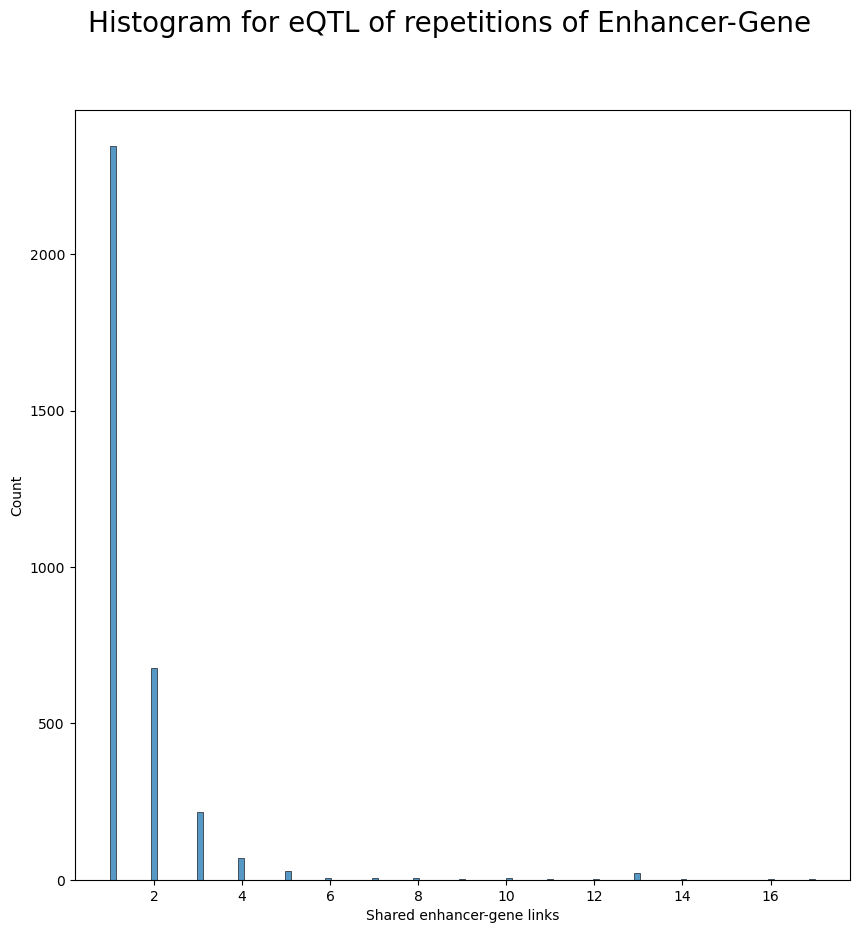 Histogram for eQTL of repetitions of Enhancer-Gene
2000
1500
1000
500
0
Count
2 4 6 8 10 12 14 16
Shared enhancer-gene links